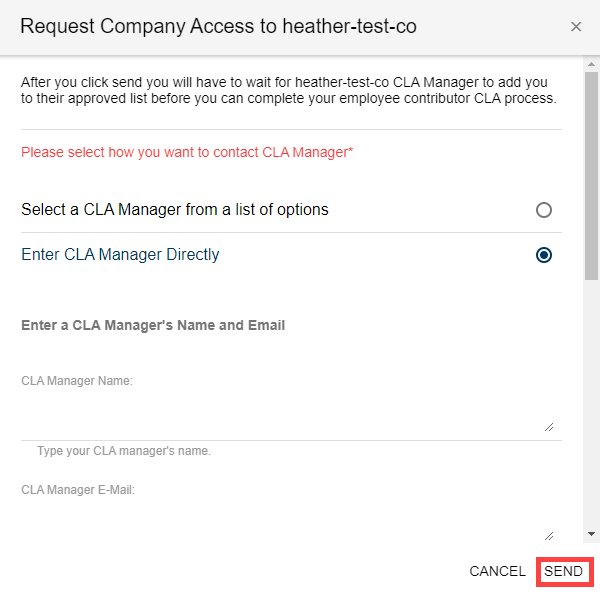 Request Company Access to heather-test-co
After you click send you will have to wait for heather-test-co CLA Manager to add you
to their approved list before you can complete your employee contributor CLA process.
Please select how you want to contact CLA Manager*
Select a CLA Manager from a list of options
Enter CLA Manager Directly
Enter a CLA Manager's Name and Email
CLA Manager Name:
Type your CLA manager's name.
CLA Manager E-Mail:
CANCEL SEND